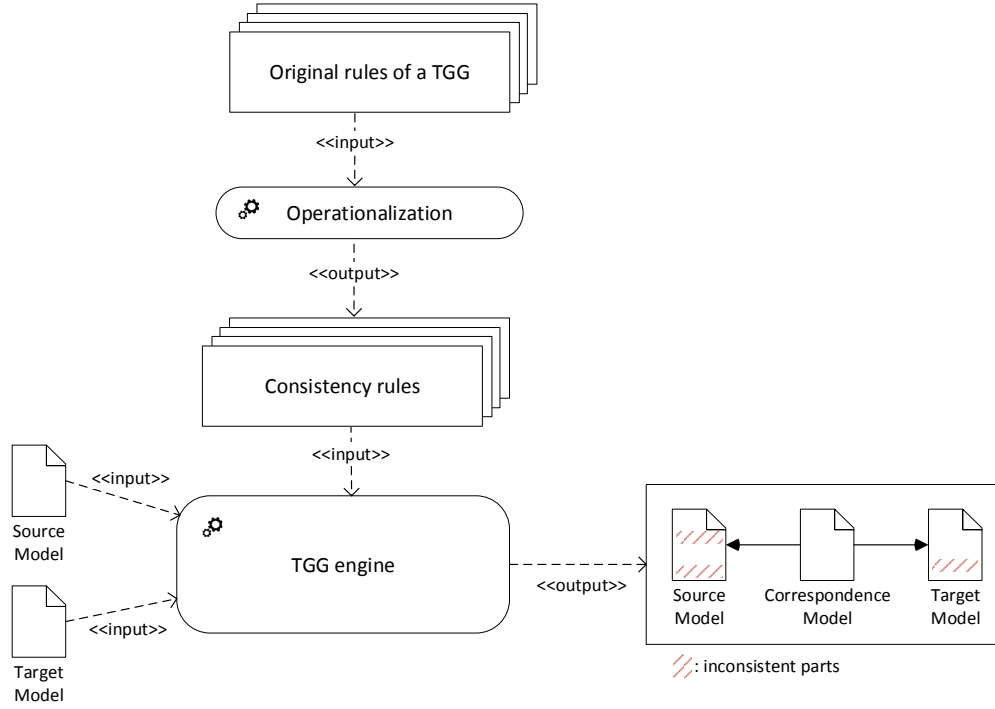 Original rules of a TGG
<<input>>
Operationalization
<<output>>
Consistency rules
<<input>>
<<input>>
Source
Model
TGG engine
<<output>>
<<input>>
Target
Model
Source
Model
Correspondence
Model
Target
Model
: inconsistent parts